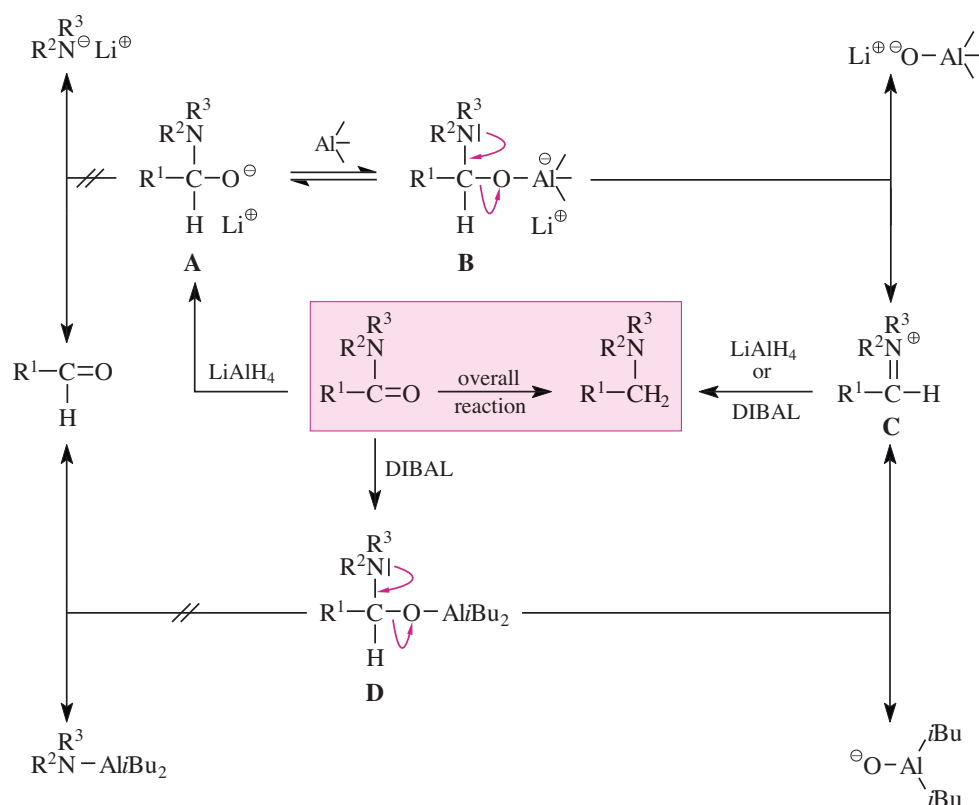 R³
R²N⊖ Li⊕
Li⊕ ⊖O—Al
R³
R²N
R¹—C—O⊖
H Li⊕
A
Al
R³
R²N|
R¹—C—O—Al⊖
H Li⊕
B
R¹—C=O
H
LiAlH₄
R³
R²N
R¹—C=O
overall
reaction
R³
R²N
R¹—CH₂
LiAlH₄
or
DIBAL
R³
R²N⊕
R¹—C—H
C
DIBAL
R³
R²N|
R¹—C—O—AliBu₂
H
D
R³
R²N—AliBu₂
iBu
⊖O—Al
iBu